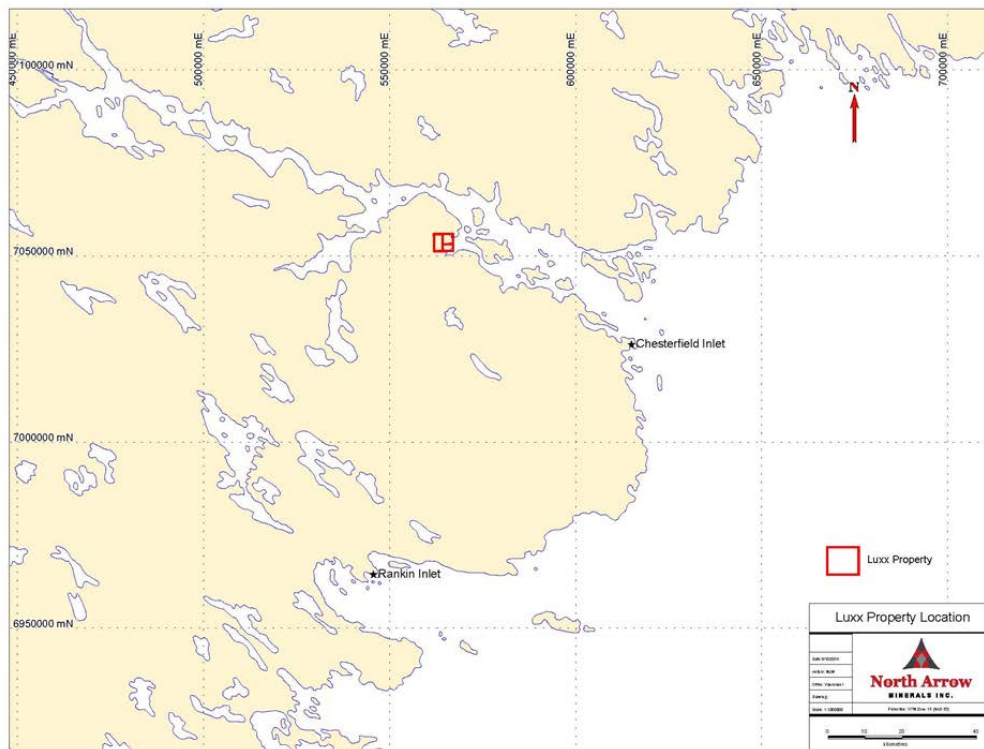 450000 mE
500000 mE
550000 mE
600000 mE
650000 mE
700000 mE
7100000 mN
N
7050000 mN
★Chesterfield Inlet
7000000 mN
Luxx Property
★Rankin Inlet
6950000 mN
Luxx Property Location
North Arrow
MINERALS INC.
0 10 20 40
kilometres